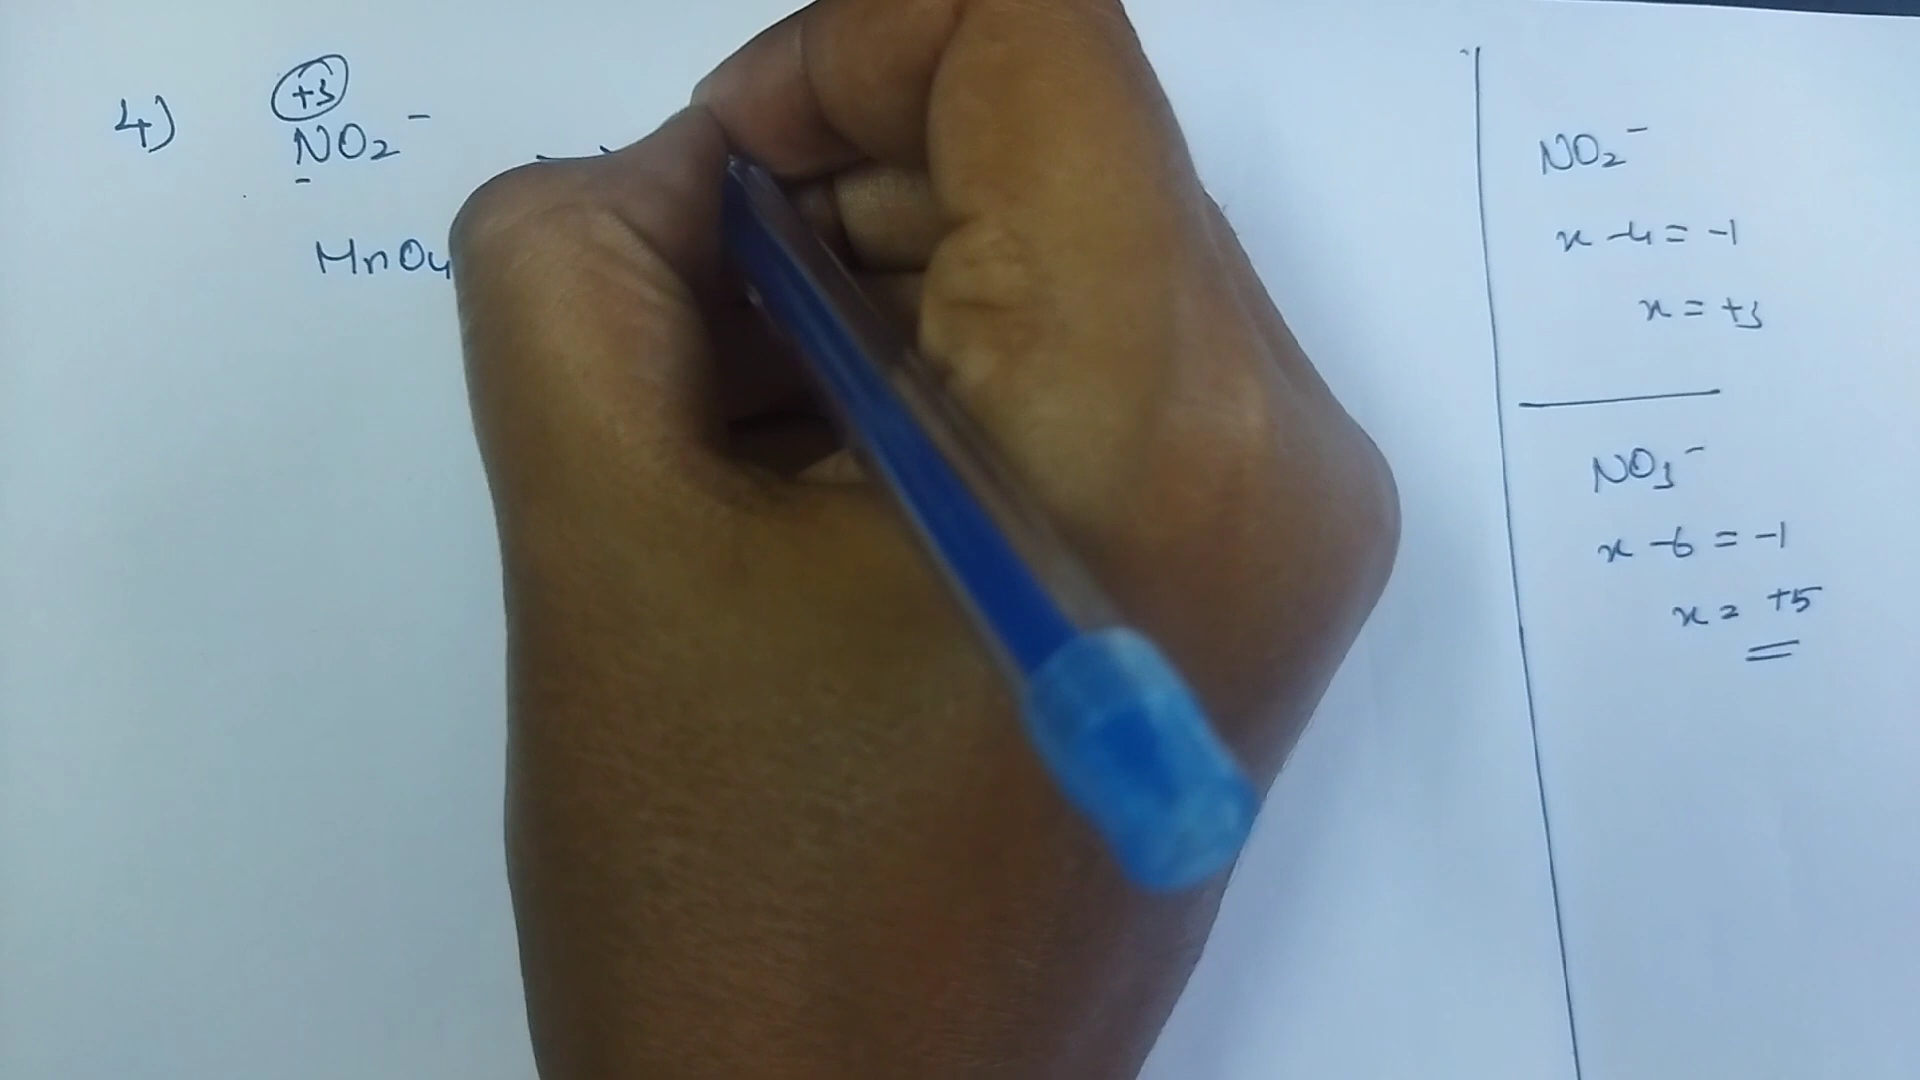 +3
4) NO₂⁻
MnO₄
NO₂⁻
x - 4 = -1
x = +3
NO₃⁻
x - 6 = -1
x = +5